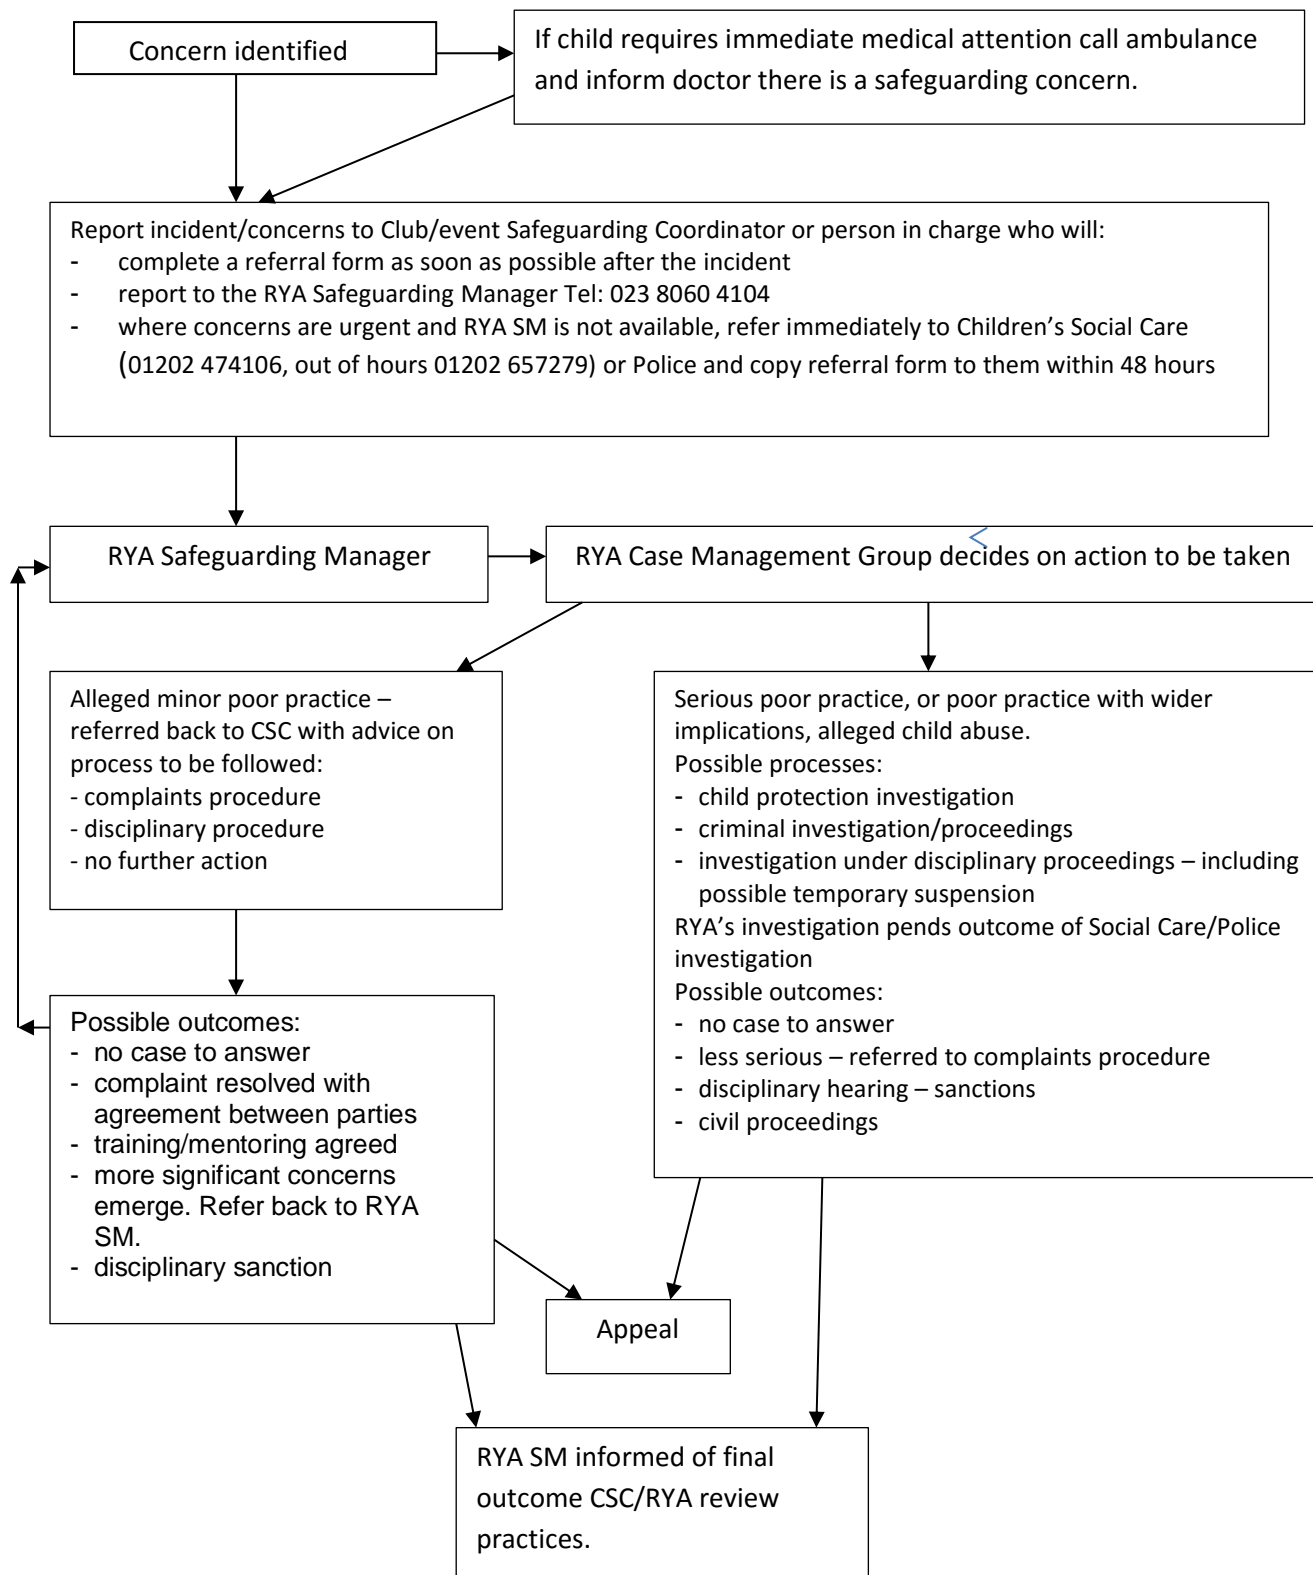 Concern identified
If child requires immediate medical attention call ambulance
and inform doctor there is a safeguarding concern.
Report incident/concerns to Club/event Safeguarding Coordinator or person in charge who will:
- complete a referral form as soon as possible after the incident
- report to the RYA Safeguarding Manager Tel: 023 8060 4104
- where concerns are urgent and RYA SM is not available, refer immediately to Children’s Social Care
(01202 474106, out of hours 01202 657279) or Police and copy referral form to them within 48 hours
RYA Safeguarding Manager
RYA Case Management Group decides on action to be taken
Alleged minor poor practice –
referred back to CSC with advice on
process to be followed:
- complaints procedure
- disciplinary procedure
- no further action
Serious poor practice, or poor practice with wider
implications, alleged child abuse.
Possible processes:
- child protection investigation
- criminal investigation/proceedings
- investigation under disciplinary proceedings – including
possible temporary suspension
RYA’s investigation pends outcome of Social Care/Police
investigation
Possible outcomes:
- no case to answer
- less serious – referred to complaints procedure
- disciplinary hearing – sanctions
- civil proceedings
Possible outcomes:
- no case to answer
- complaint resolved with
agreement between parties
- training/mentoring agreed
- more significant concerns
emerge. Refer back to RYA
SM.
- disciplinary sanction
Appeal
RYA SM informed of final
outcome CSC/RYA review
practices.